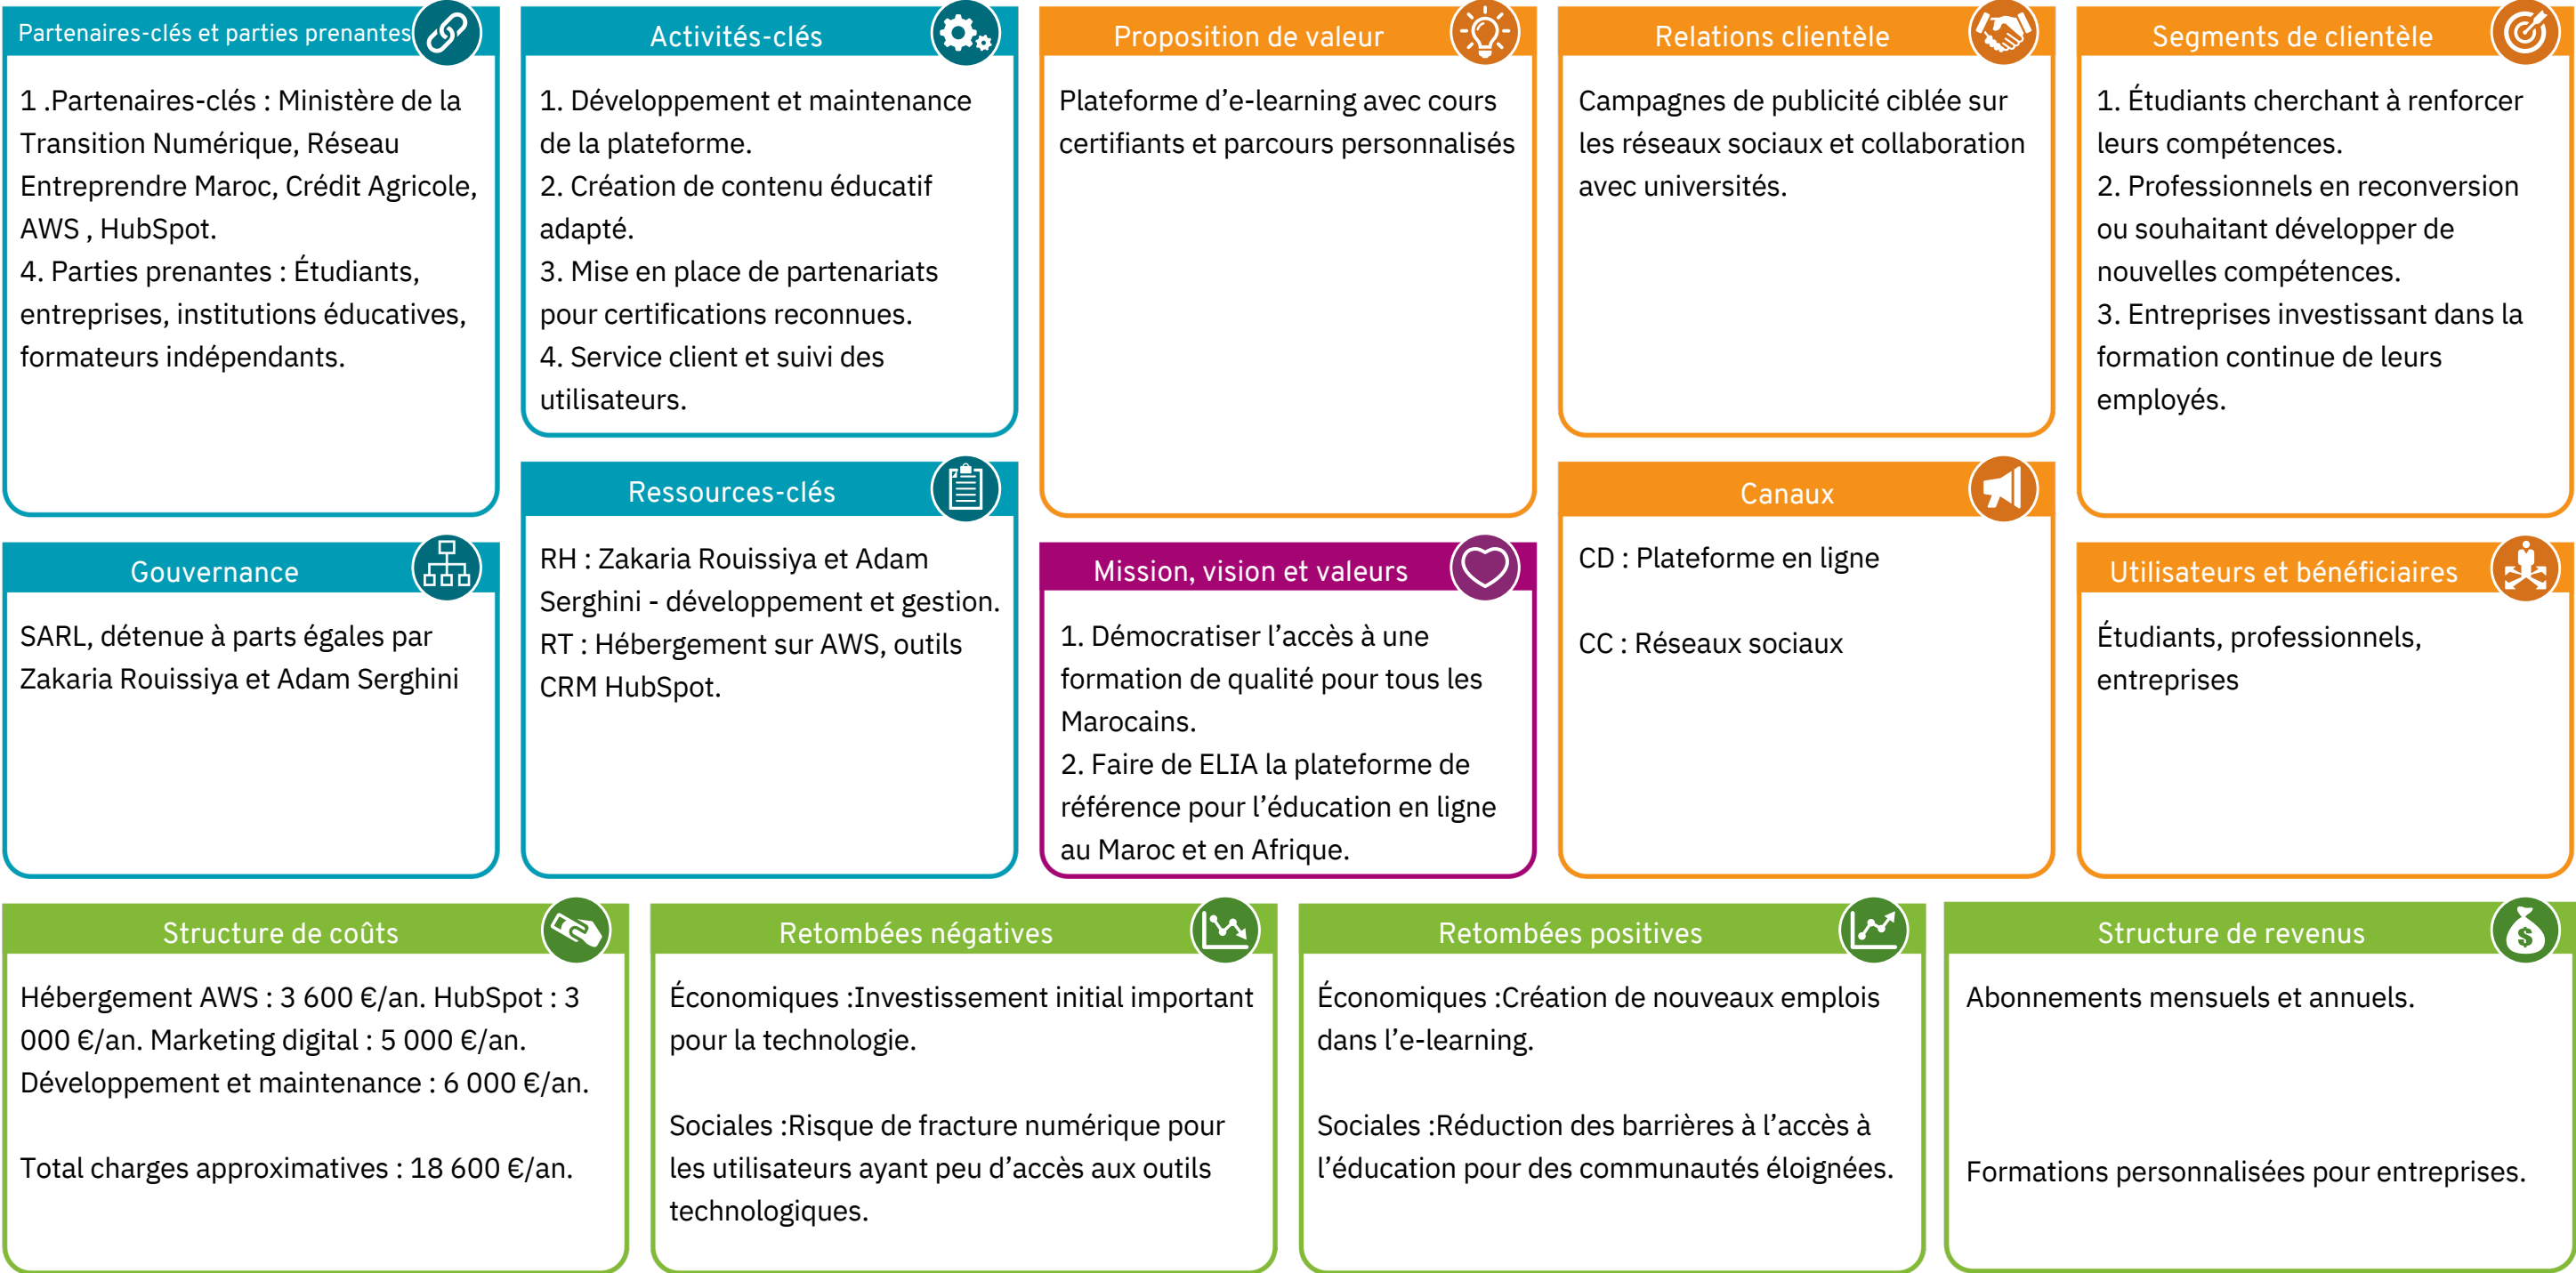 Partenaires-clés et parties prenantes
1 .Partenaires-clés : Ministère de la
Transition Numérique, Réseau
Entreprendre Maroc, Crédit Agricole,
AWS , HubSpot.
4. Parties prenantes : Étudiants,
entreprises, institutions éducatives,
formateurs indépendants.
Gouvernance
SARL, détenue à parts égales par
Zakaria Rouissiya et Adam Serghini
Activités-clés
1. Développement et maintenance
de la plateforme.
2. Création de contenu éducatif
adapté.
3. Mise en place de partenariats
pour certifications reconnues.
4. Service client et suivi des
utilisateurs.
Ressources-clés
RH : Zakaria Rouissiya et Adam
Serghini - développement et gestion.
RT : Hébergement sur AWS, outils
CRM HubSpot.
Proposition de valeur
Plateforme d’e-learning avec cours
certifiants et parcours personnalisés
Mission, vision et valeurs
1. Démocratiser l’accès à une
formation de qualité pour tous les
Marocains.
2. Faire de ELIA la plateforme de
référence pour l’éducation en ligne
au Maroc et en Afrique.
Relations clientèle
Campagnes de publicité ciblée sur
les réseaux sociaux et collaboration
avec universités.
Canaux
CD : Plateforme en ligne
CC : Réseaux sociaux
Segments de clientèle
1. Étudiants cherchant à renforcer
leurs compétences.
2. Professionnels en reconversion
ou souhaitant développer de
nouvelles compétences.
3. Entreprises investissant dans la
formation continue de leurs
employés.
Utilisateurs et bénéficiaires
Étudiants, professionnels,
entreprises
Structure de coûts
Hébergement AWS : 3 600 €/an. HubSpot : 3
000 €/an. Marketing digital : 5 000 €/an.
Développement et maintenance : 6 000 €/an.
Total charges approximatives : 18 600 €/an.
Retombées négatives
Économiques :Investissement initial important
pour la technologie.
Sociales :Risque de fracture numérique pour
les utilisateurs ayant peu d’accès aux outils
technologiques.
Retombées positives
Économiques :Création de nouveaux emplois
dans l’e-learning.
Sociales :Réduction des barrières à l’accès à
l’éducation pour des communautés éloignées.
Structure de revenus
$
Abonnements mensuels et annuels.
Formations personnalisées pour entreprises.